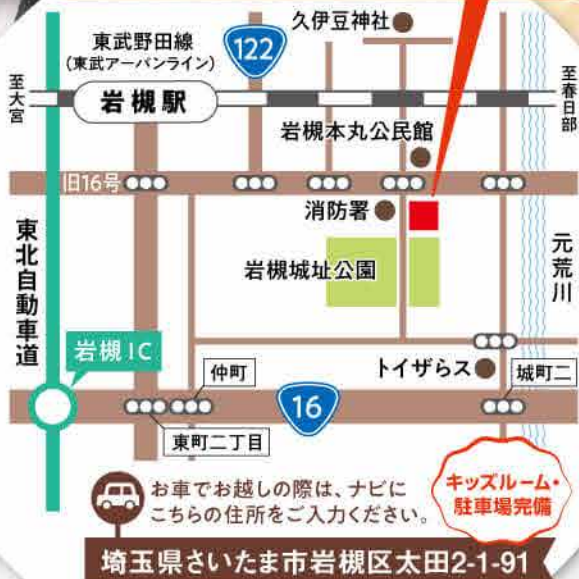 久伊豆神社
東武野田線
（東武アーバンライン）
122
至大宮
岩槻駅
至春日部
岩槻本丸公民館
旧16号
消防署
東北自動車道
岩槻城址公園
元荒川
岩槻IC
仲町
トイザらス
城町二
16
東町二丁目
お車でお越しの際は、ナビに
こちらの住所をご入力ください。
キッズルーム・
駐車場完備
埼玉県さいたま市岩槻区太田2-1-91